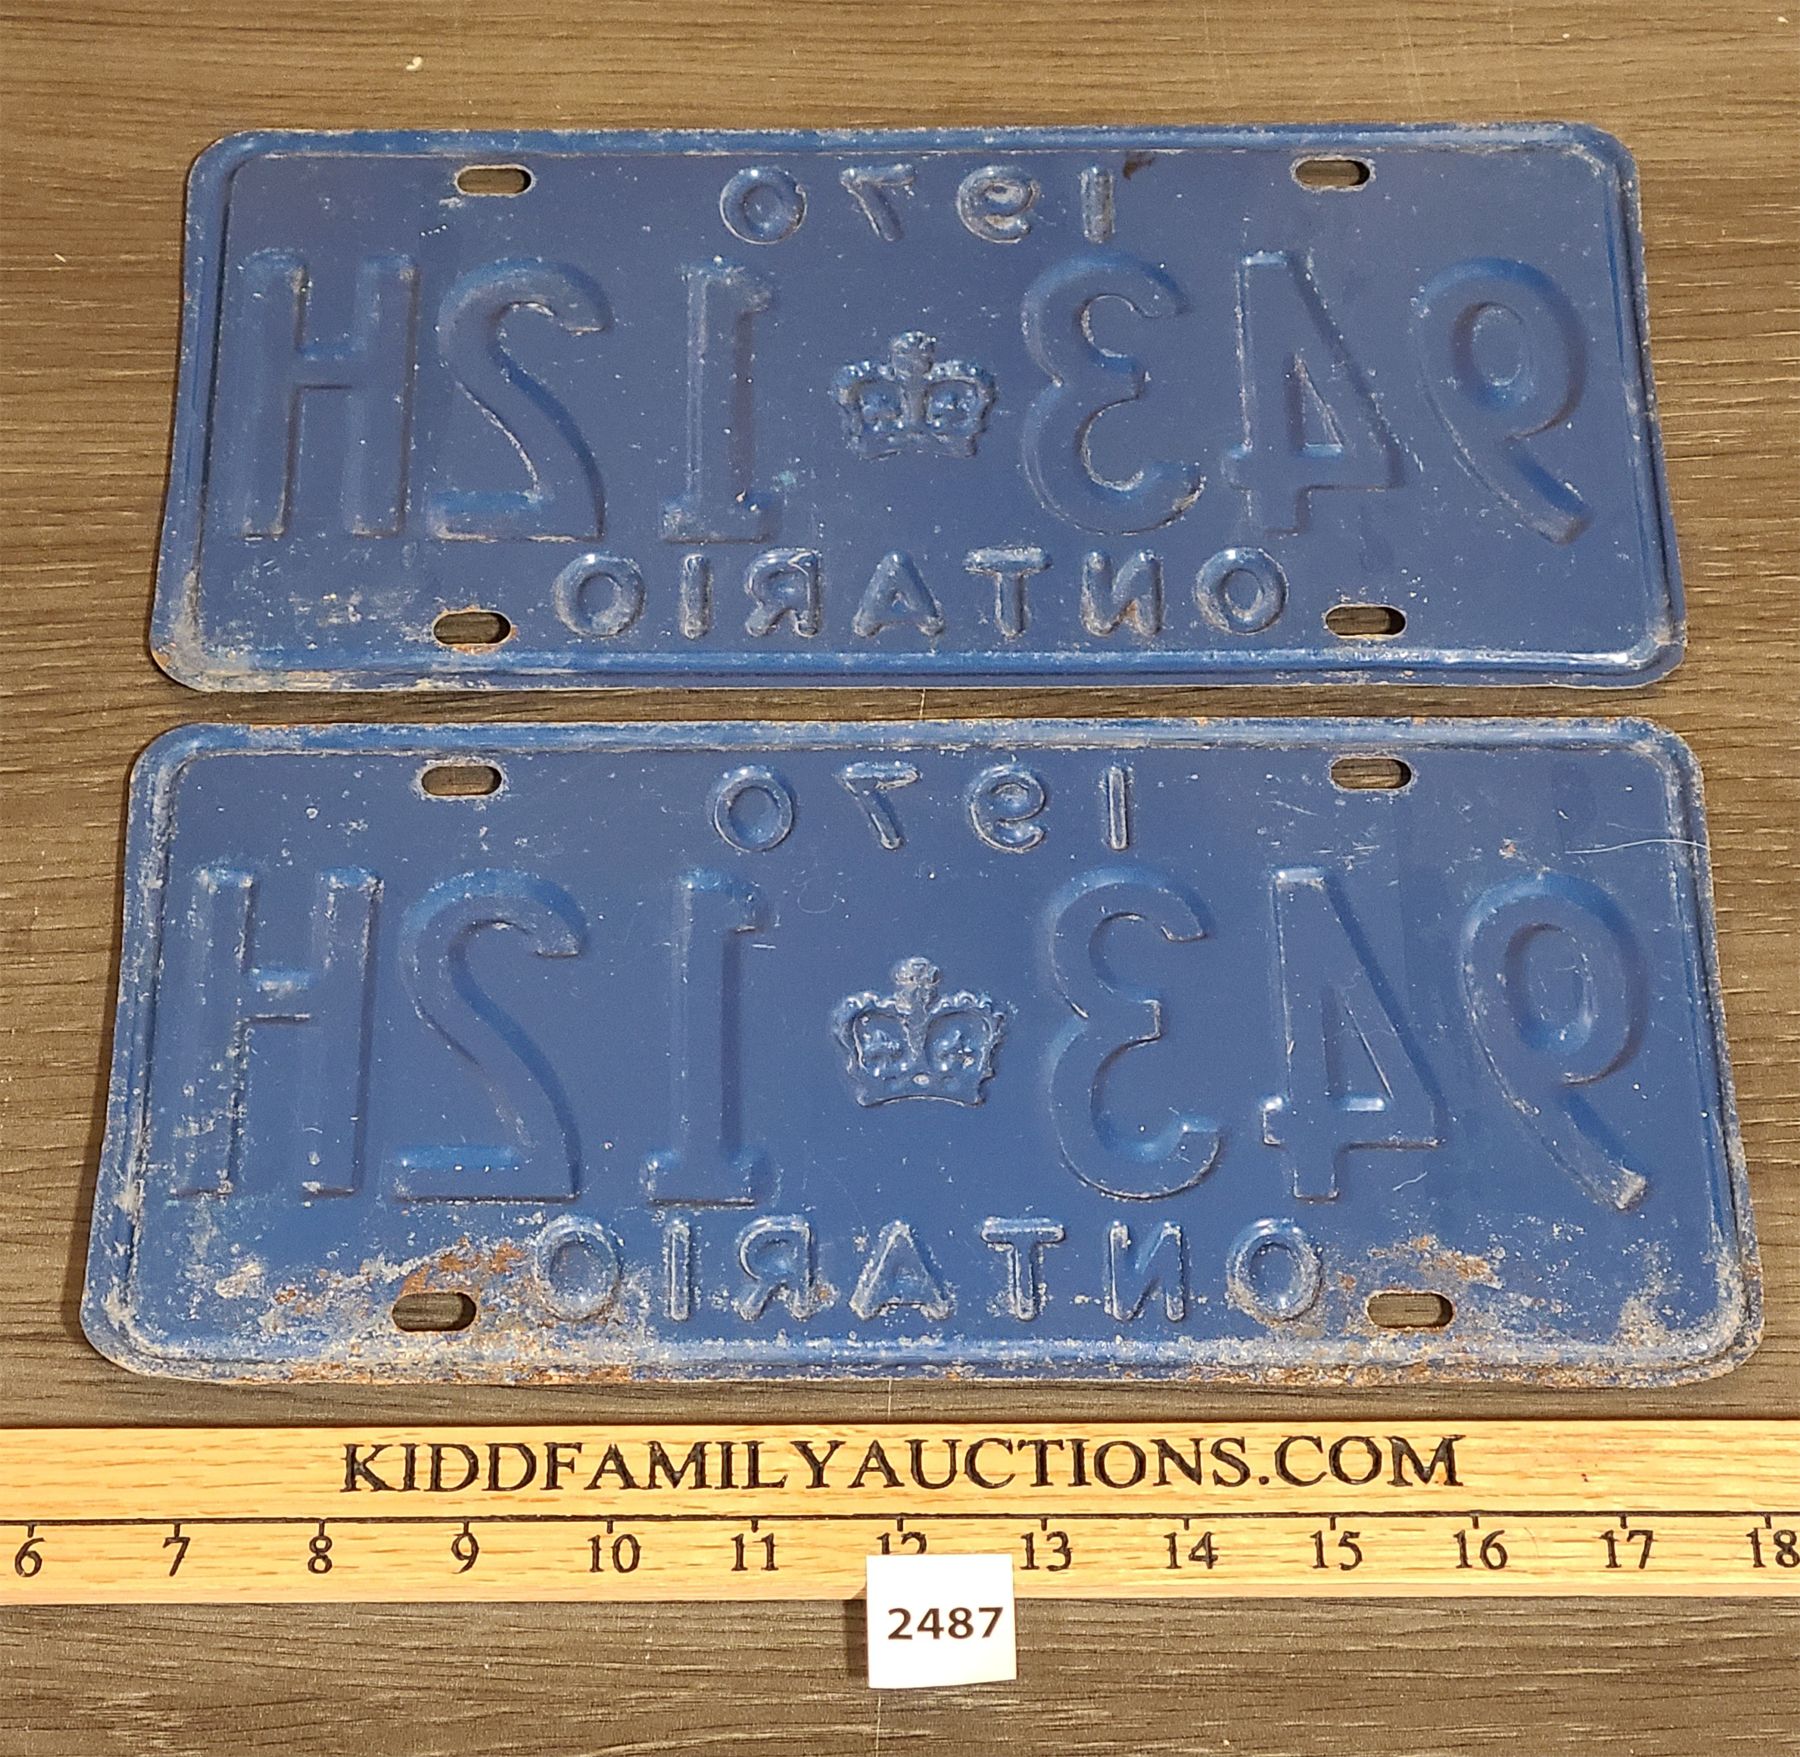 1970
943 12H
ONTARIO
1970
943 12H
ONTARIO
KIDDFAMILYAUCTIONS.COM
6 7 8 9 10 11 12 13 14 15 16 17 18
2487